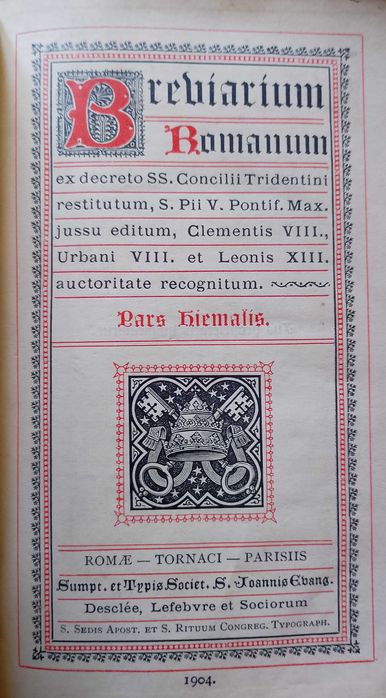 Breviarium
Romanum
ex decreto SS. Concilii Tridentini
restitutum, S. Pii V. Pontif. Max.
jussu editum, Clementis VIII.,
Urbani VIII. et Leonis XIII.
auctoritate recognitum.
Pars Hiemalis.
ROMÆ — TORNACI — PARISIIS
Sumpt. et Typis Societ. S. Joannis Evang.
Desclée, Lefebvre et Sociorum
S. SEDIS APOST. ET S. RITUUM CONGREG. TYPOGRAPH.
1904.